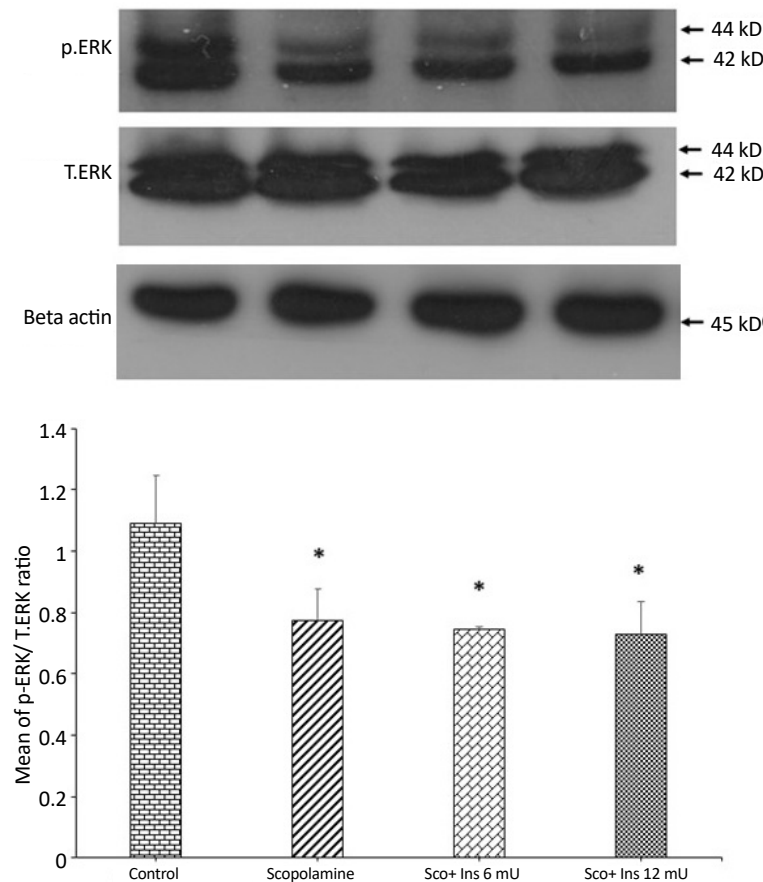 p.ERK
44 kD
42 kD
T.ERK
44 kD
42 kD
Beta actin
45 kD
Mean of p-ERK/ T.ERK ratio
1.4
1.2
1
0.8
0.6
0.4
0.2
0
*
*
*
Control
Scopolamine
Sco+ Ins 6 mU
Sco+ Ins 12 mU